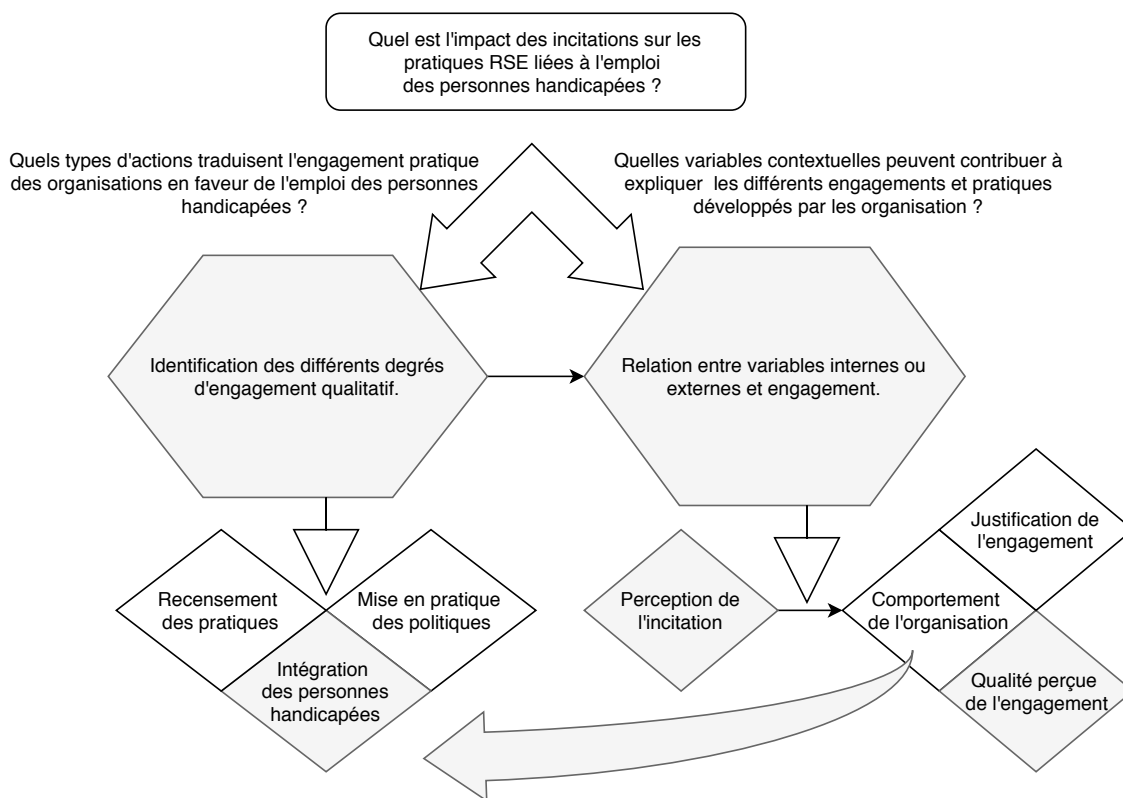 Quel est l'impact des incitations sur les
pratiques RSE liées à l'emploi
des personnes handicapées ?
Quels types d'actions traduisent l'engagement pratique
des organisations en faveur de l'emploi des personnes
handicapées ?
Quelles variables contextuelles peuvent contribuer à
expliquer les différents engagements et pratiques
développés par les organisation ?
Identification des différents degrés
d'engagement qualitatif.
Relation entre variables internes ou
externes et engagement.
Recensement
des pratiques
Mise en pratique
des politiques
Intégration
des personnes
handicapées
Perception de
l'incitation
Comportement
de l'organisation
Justification de
l'engagement
Qualité perçue
de l'engagement